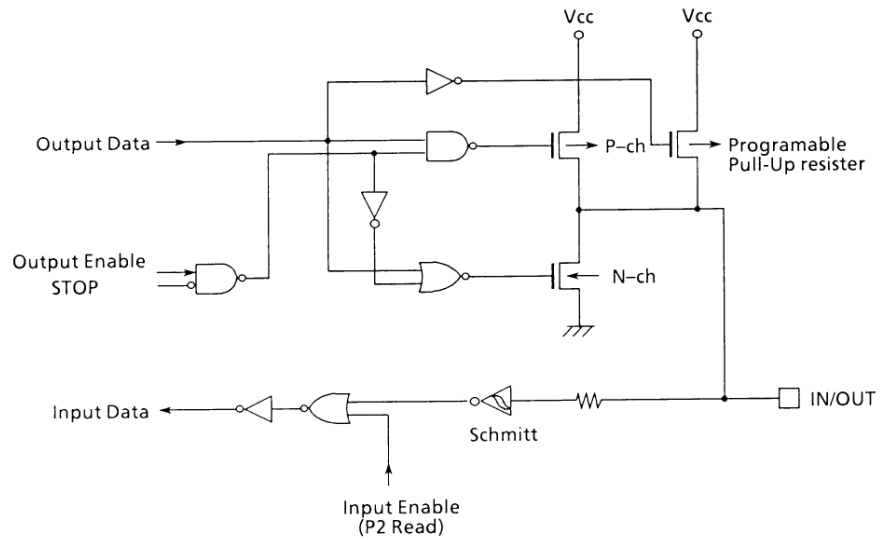 Vcc
Vcc
Output Data
P-ch
Programable
Pull-Up resister
Output Enable
STOP
N-ch
Input Data
Schmitt
IN/OUT
Input Enable
(P2 Read)